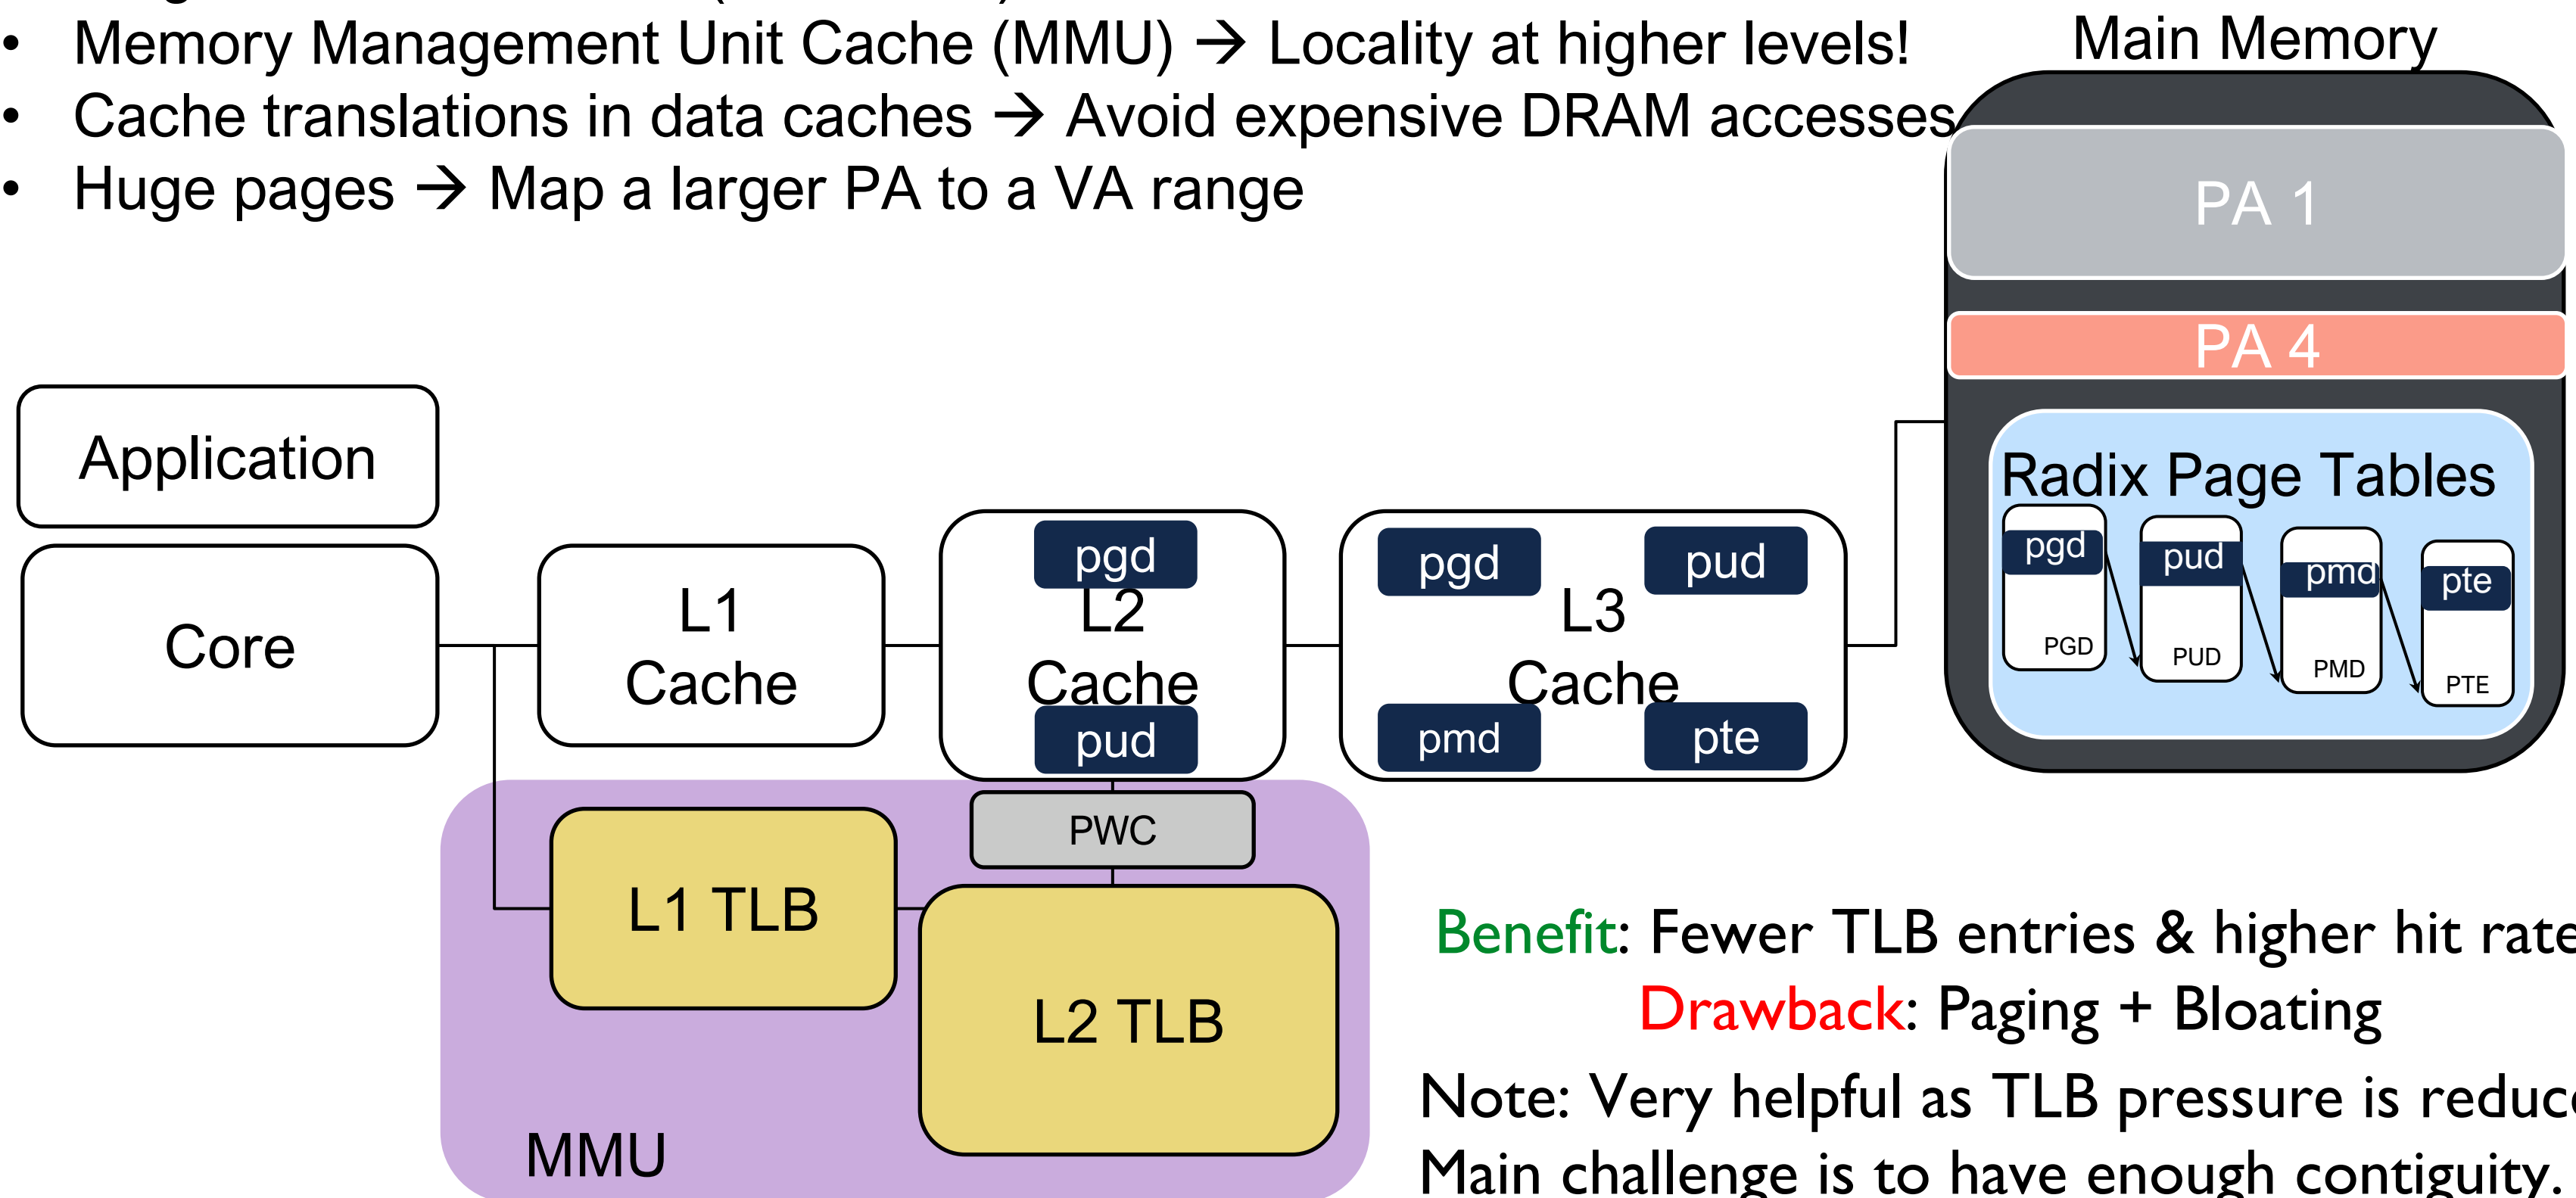 • Memory Management Unit Cache (MMU) → Locality at higher levels!
• Cache translations in data caches → Avoid expensive DRAM accesses
• Huge pages → Map a larger PA to a VA range
Main Memory
PA 1
PA 4
Radix Page Tables
pgd
pud
pmd
pte
PGD
PUD
PMD
PTE
Application
Core
L1
Cache
pgd
L2
Cache
pud
pgd
pud
L3
Cache
pmd
pte
PWC
L1 TLB
L2 TLB
MMU
Benefit: Fewer TLB entries & higher hit rate
Drawback: Paging + Bloating
Note: Very helpful as TLB pressure is
Main challenge is to have enough contiguity.